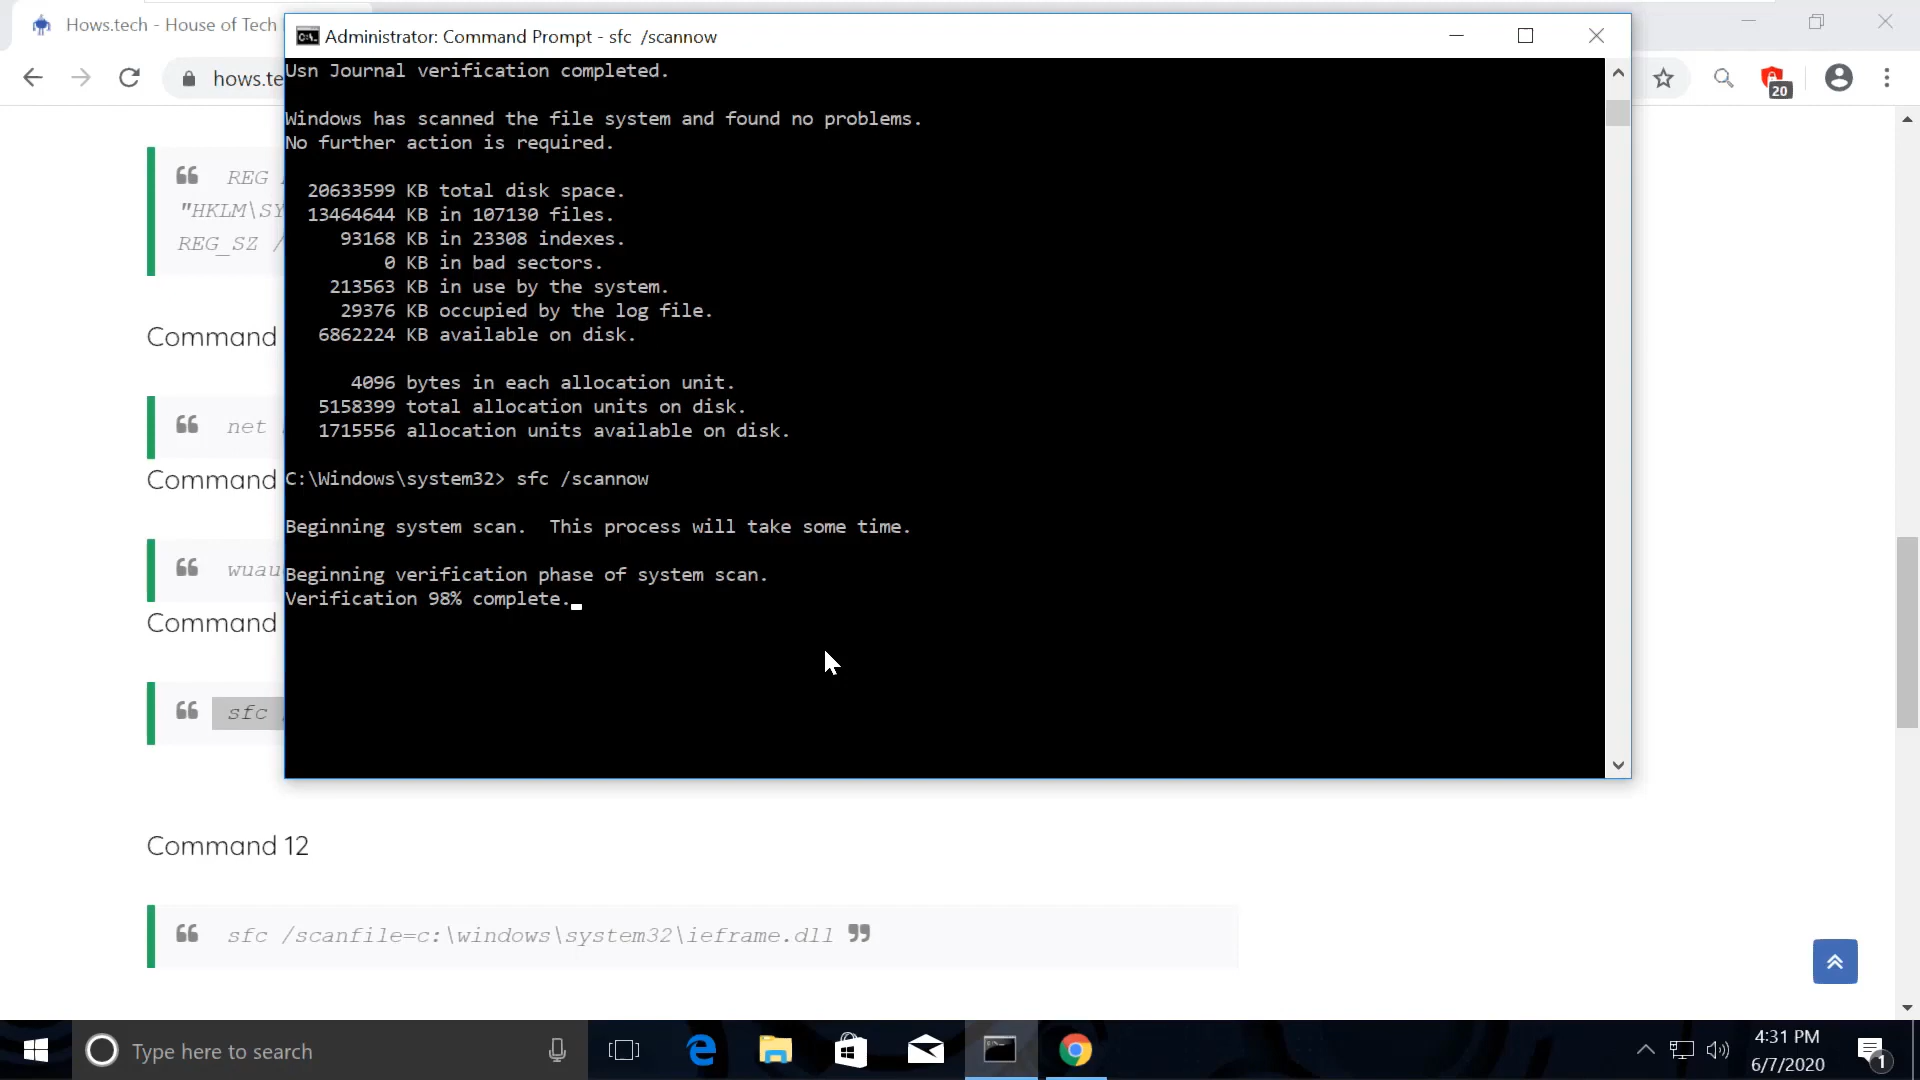 Hows.tech - House of Tech
Administrator: Command Prompt - sfc /scannow
hows.te
20
Usn Journal verification completed.
Windows has scanned the file system and found no problems.
No further action is required.
20633599 KB total disk space.
13464644 KB in 107130 files.
93168 KB in 23308 indexes.
0 KB in bad sectors.
213563 KB in use by the system.
29376 KB occupied by the log file.
6862224 KB available on disk.
4096 bytes in each allocation unit.
5158399 total allocation units on disk.
1715556 allocation units available on disk.
C:\Windows\system32> sfc /scannow
Beginning system scan.  This process will take some time.
Beginning verification phase of system scan.
Verification 98% complete.
❝ REG
"HKLM\SY
REG_SZ /
Command
❝ net
Command
❝ wuau
Command
❝ sfc
Command 12
❝ sfc /scanfile=c:\windows\system32\ieframe.dll ❞
Type here to search
4:31 PM
6/7/2020
1